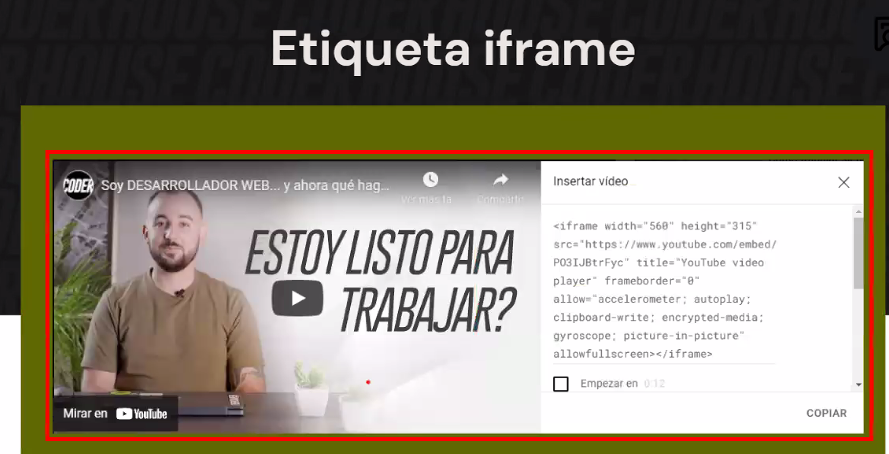 Etiqueta iframe
CODER
Soy DESARROLLADOR WEB... y ahora qué hag...
Ver más ta
Compartir
ESTOY LISTO PARA
TRABAJAR?
Mirar en YouTube
Insertar vídeo
<iframe width="560" height="315"
src="https://www.youtube.com/embed/
PO3IJBtrFyc" title="YouTube video
player" frameborder="0"
allow="accelerometer; autoplay;
clipboard-write; encrypted-media;
gyroscope; picture-in-picture"
allowfullscreen></iframe>
Empezar en 0:12
COPIAR